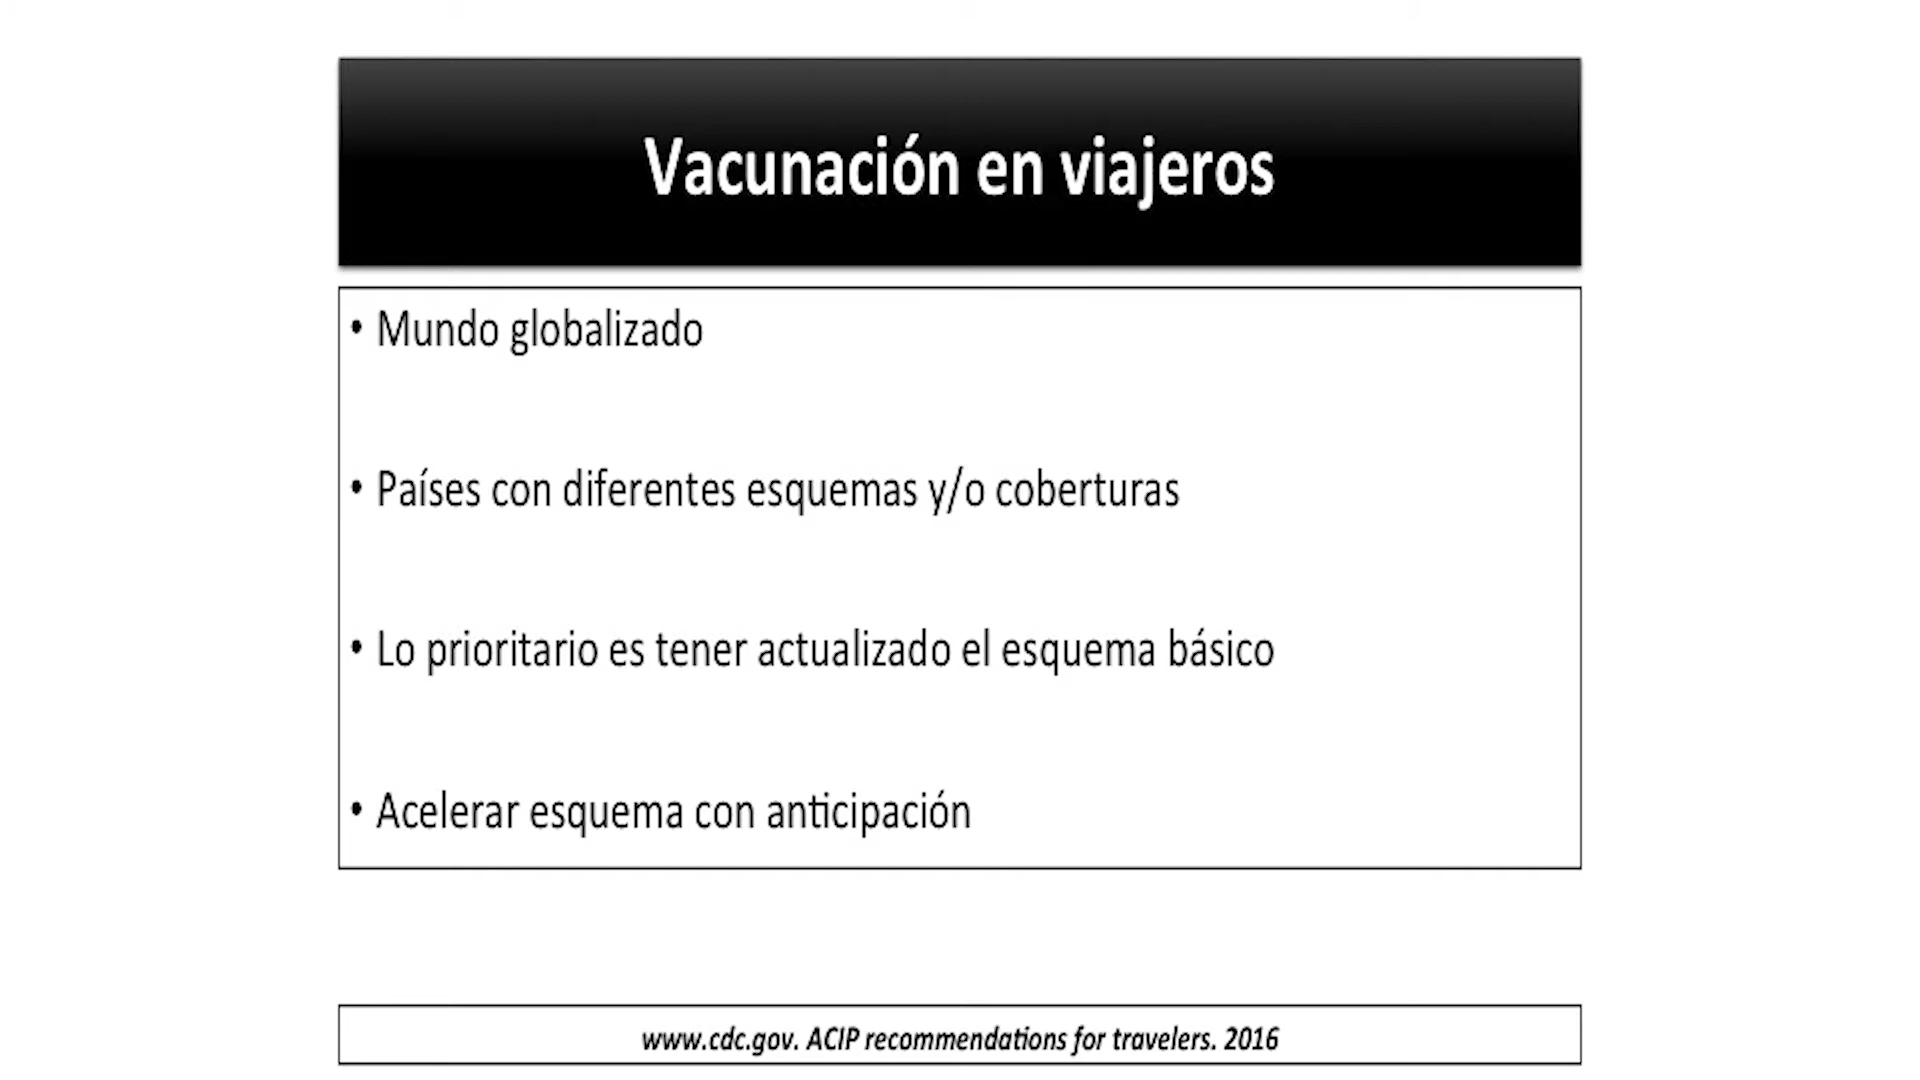 Vacunación en viajeros
• Mundo globalizado
• Países con diferentes esquemas y/o coberturas
• Lo prioritario es tener actualizado el esquema básico
• Acelerar esquema con anticipación
www.cdc.gov. ACIP recommendations for travelers. 2016